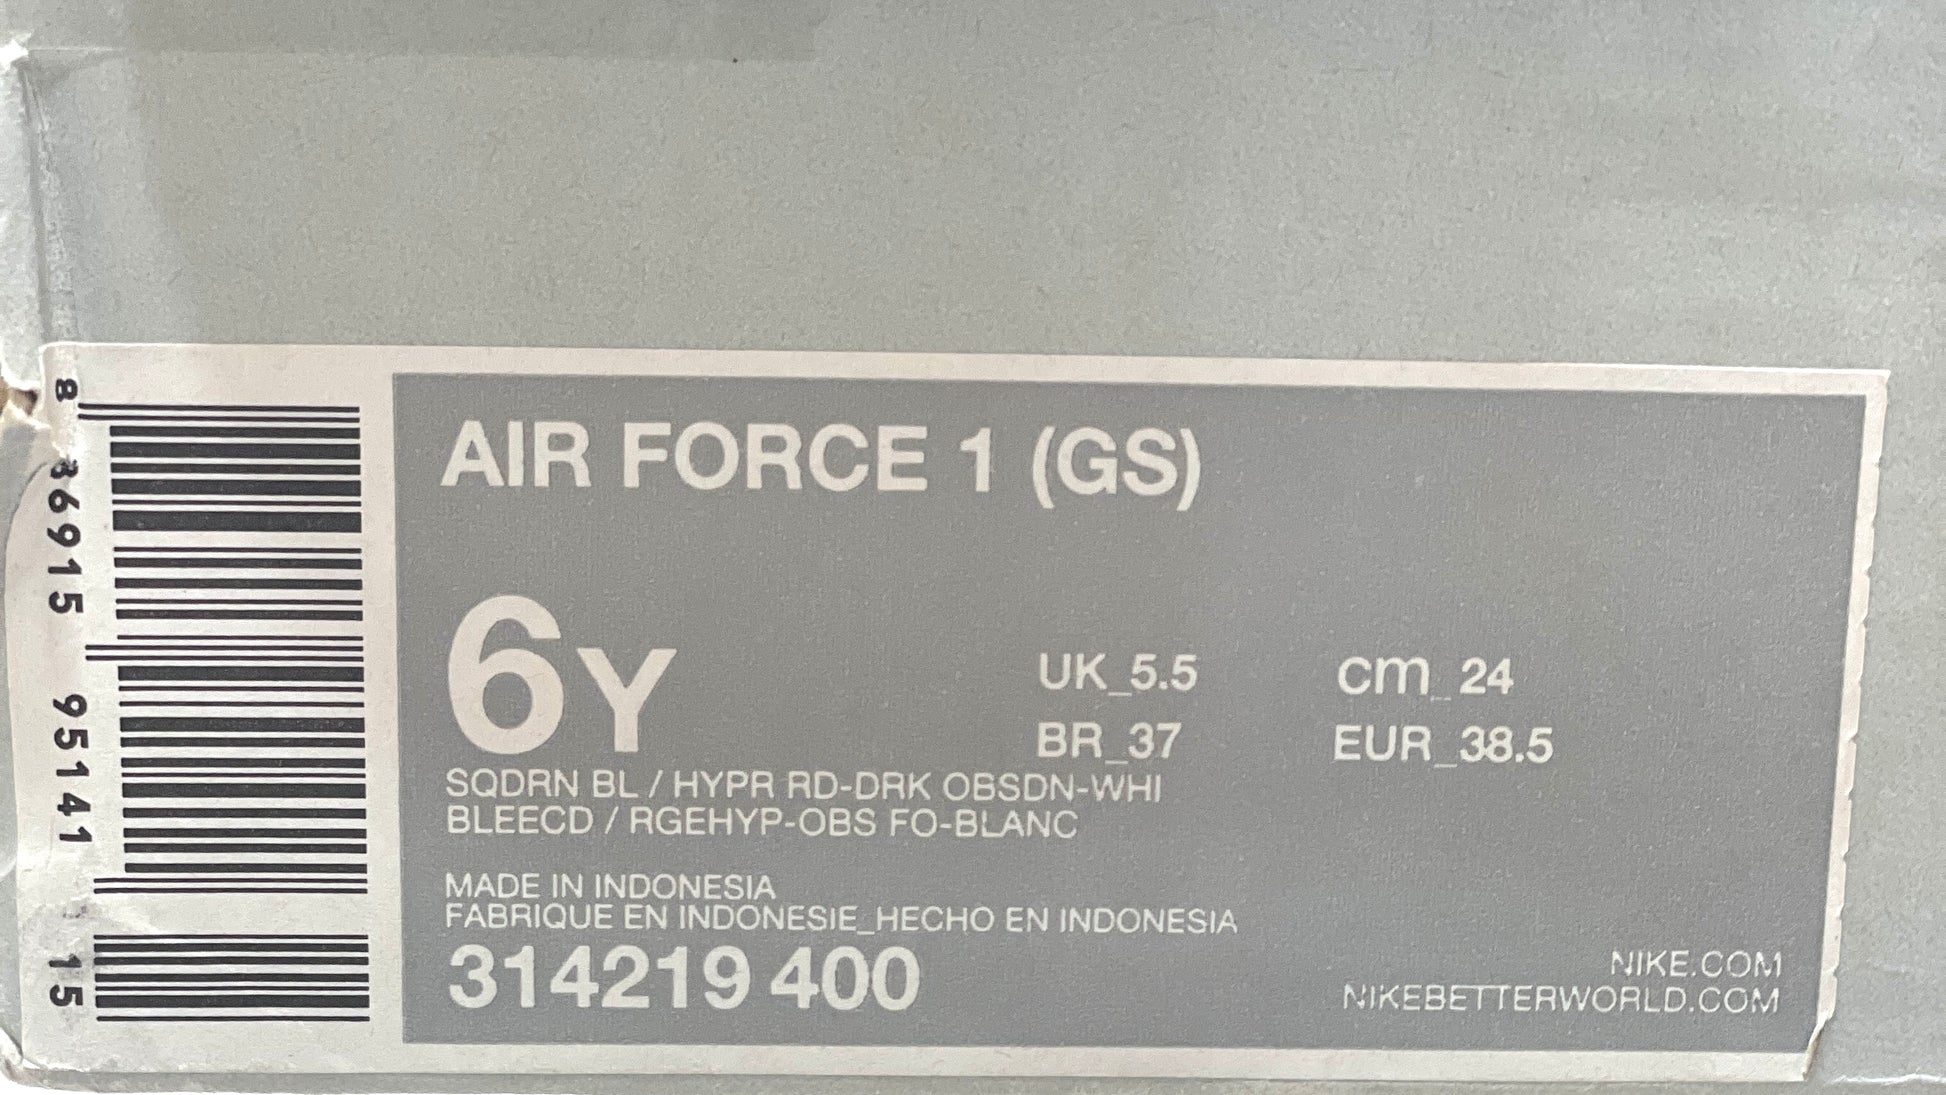 AIR FORCE 1 (GS)
6Y
UK_5.5 cm_24
BR_37 EUR_38.5
SQDRN BL / HYPR RD-DRK OBSDN-WHI
BLEECD / RGEHYP-OBS FO-BLANC
MADE IN INDONESIA
FABRIQUE EN INDONESIE_HECHO EN INDONESIA
314219 400
NIKE.COM
NIKEBETTERWORLD.COM
8 36915 95141 15